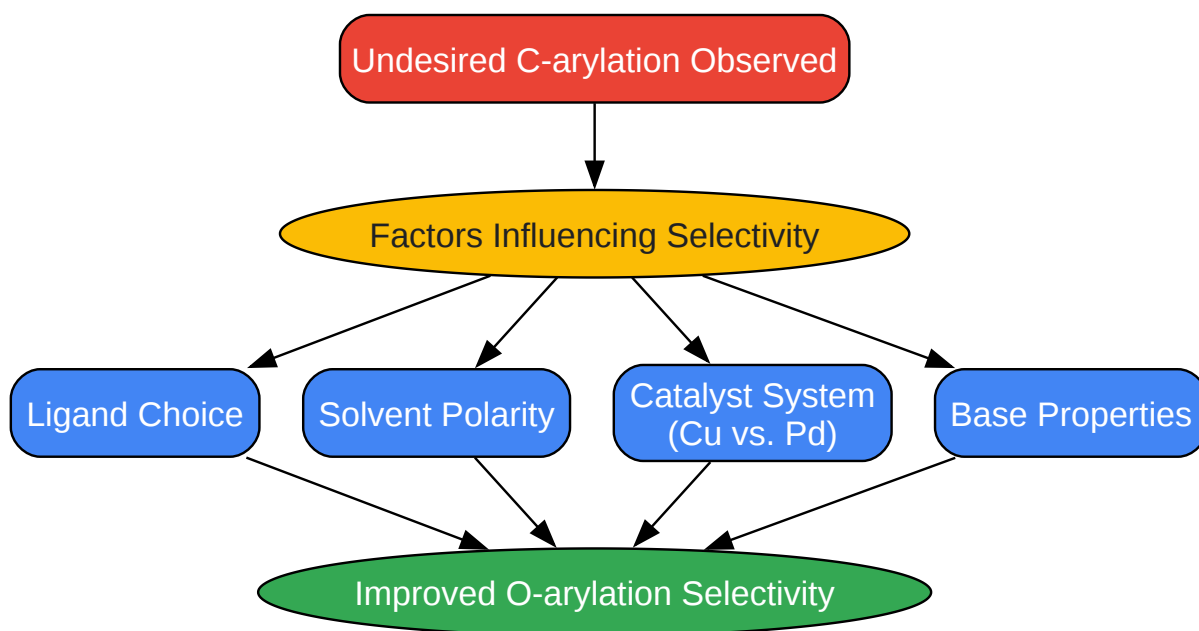 Undesired C-arylation Observed
Factors Influencing Selectivity
Ligand Choice
Solvent Polarity
Catalyst System
(Cu vs. Pd)
Base Properties
Improved O-arylation Selectivity